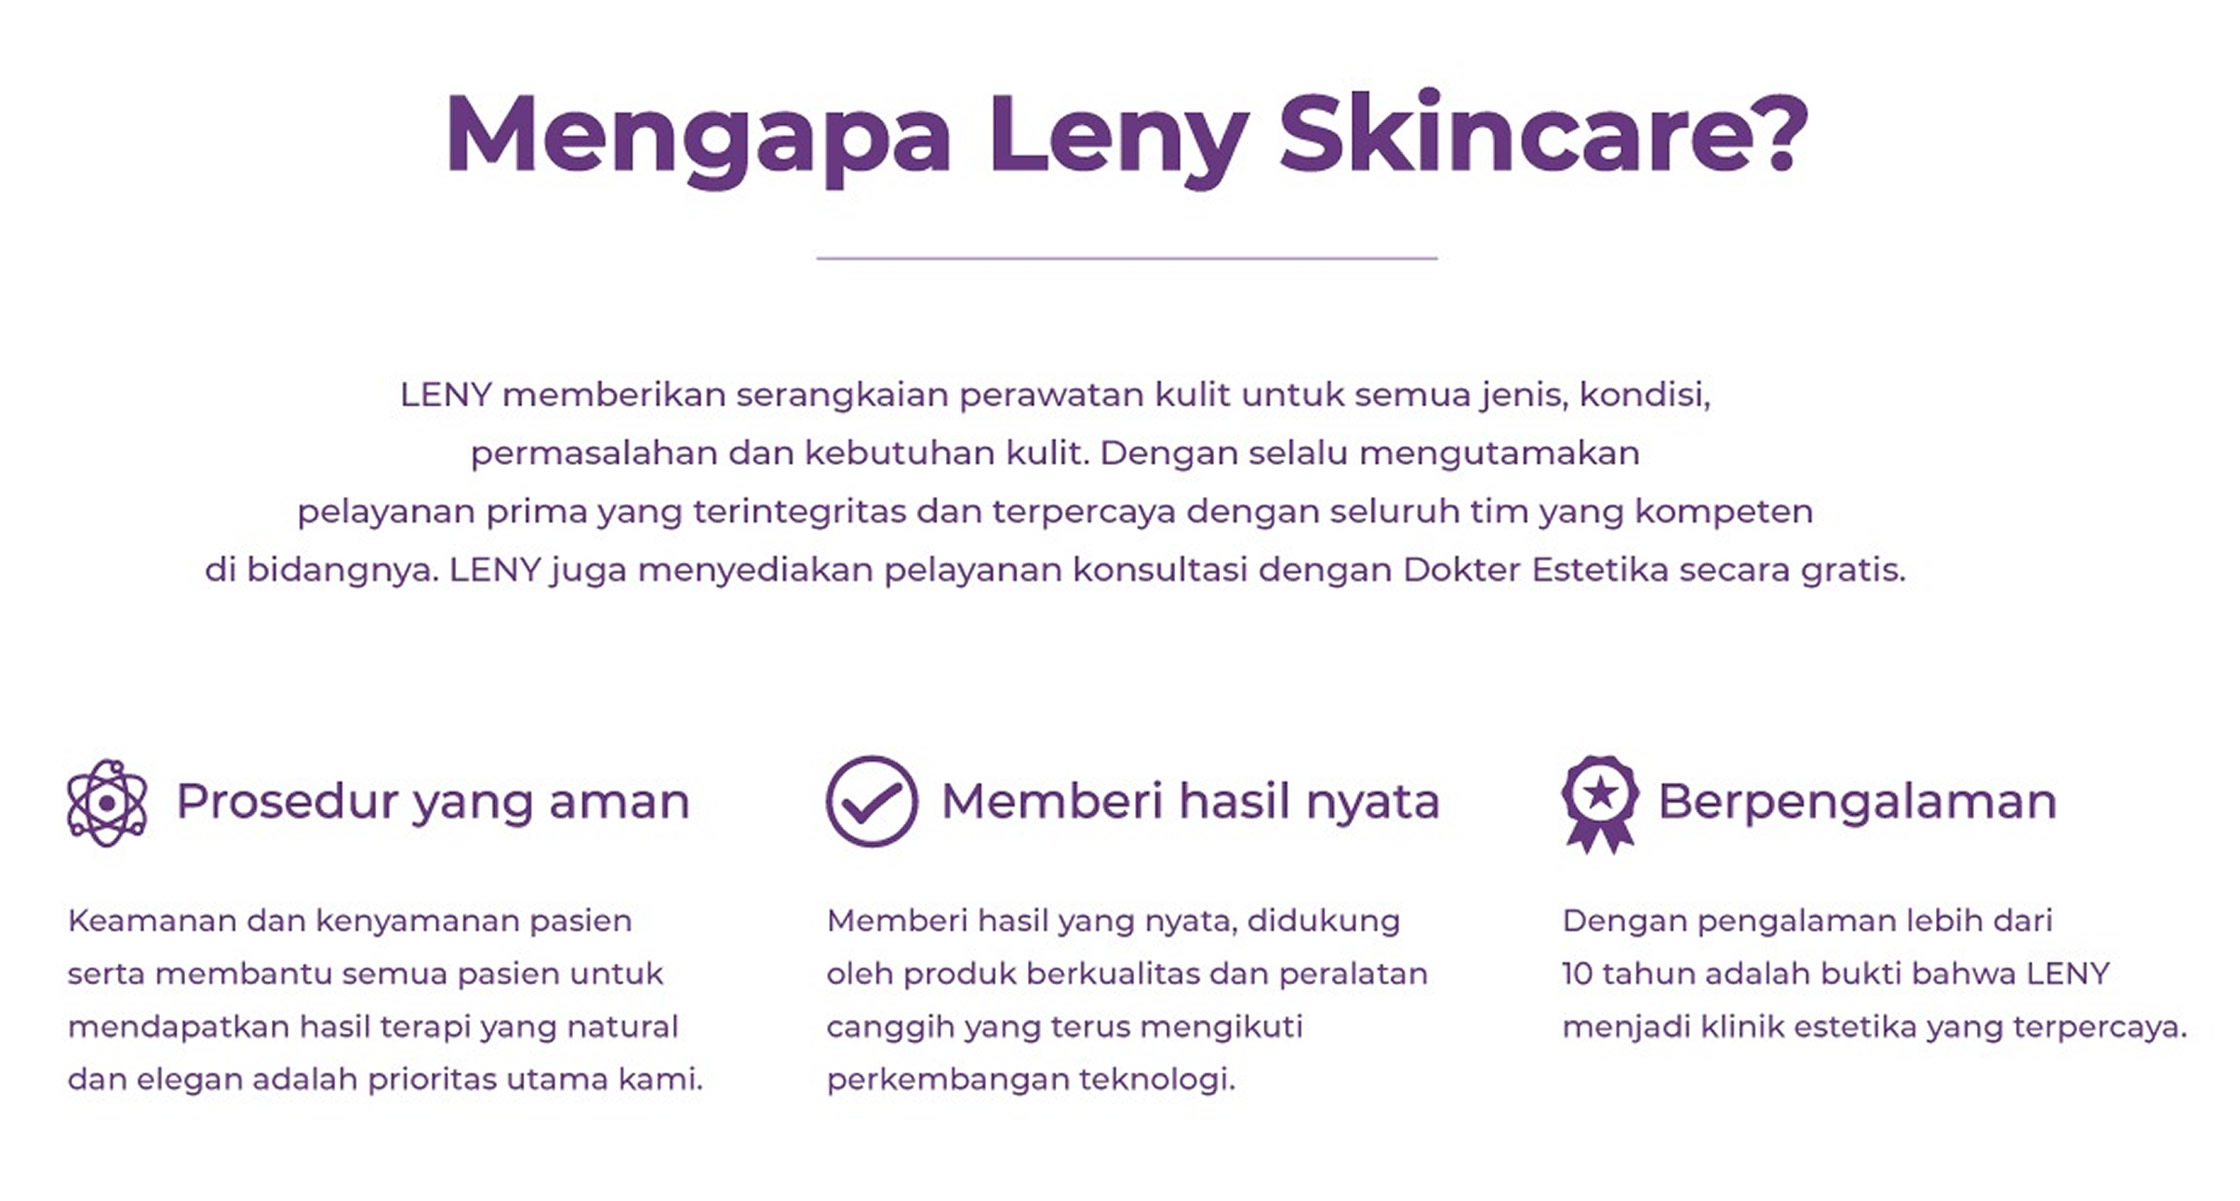 Mengapa Leny Skincare?
LENY memberikan serangkaian perawatan kulit untuk semua jenis, kondisi,
permasalahan dan kebutuhan kulit. Dengan selalu mengutamakan
pelayanan prima yang terintegritas dan terpercaya dengan seluruh tim yang kompeten
di bidangnya. LENY juga menyediakan pelayanan konsultasi dengan Dokter Estetika secara gratis.
Prosedur yang aman
Keamanan dan kenyamanan pasien
serta membantu semua pasien untuk
mendapatkan hasil terapi yang natural
dan elegan adalah prioritas utama kami.
Memberi hasil nyata
Memberi hasil yang nyata, didukung
oleh produk berkualitas dan peralatan
canggih yang terus mengikuti
perkembangan teknologi.
Berpengalaman
Dengan pengalaman lebih dari
10 tahun adalah bukti bahwa LENY
menjadi klinik estetika yang terpercaya.